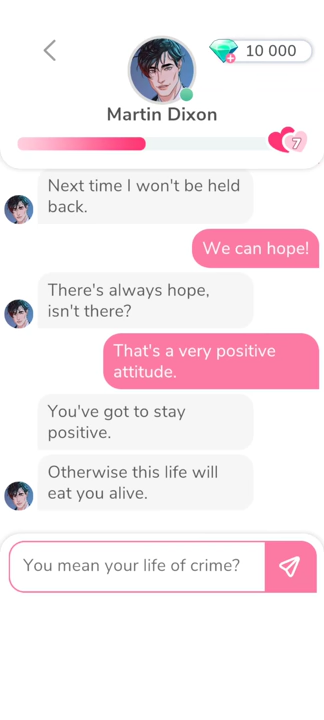 10 000
Martin Dixon
7
Next time I won't be held
back.
We can hope!
There's always hope,
isn't there?
That's a very positive
attitude.
You've got to stay
positive.
Otherwise this life will
eat you alive.
You mean your life of crime?